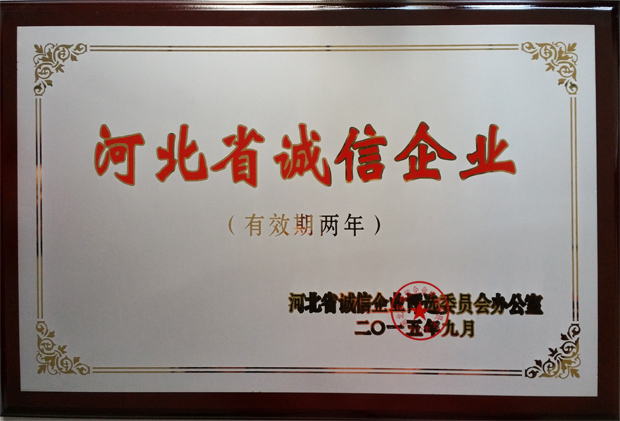 河北省诚信企业
（有效期两年）
河北省诚信企业评选委员会办公室
二〇一五年九月